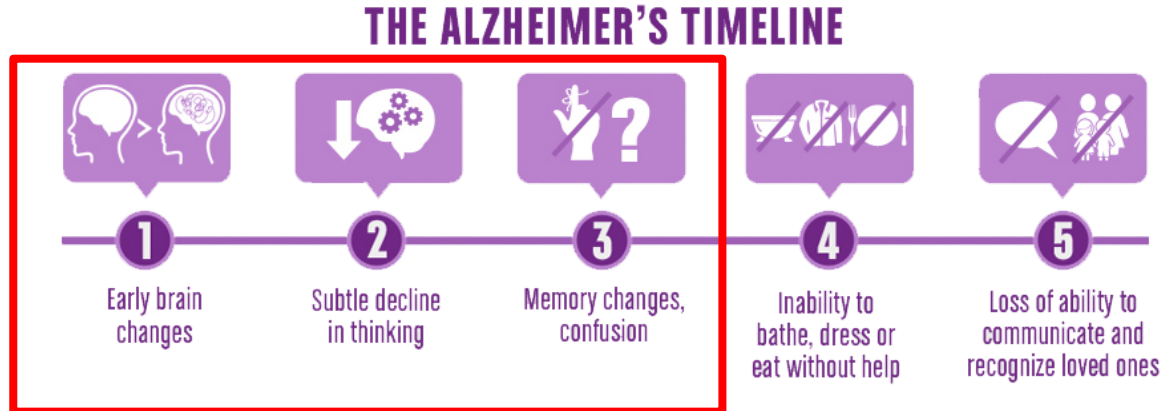 THE ALZHEIMER'S TIMELINE
?
1
Early brain
changes
2
Subtle decline
in thinking
3
Memory changes,
confusion
4
Inability to
bathe, dress or
eat without help
5
Loss of ability to
communicate and
recognize loved ones